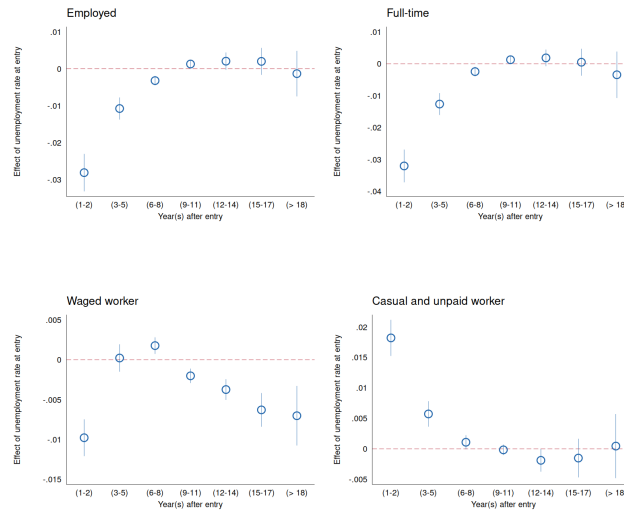 Employed
Effect of unemployment rate at entry
.01
0
-.01
-.02
-.03
(1-2) (3-5) (6-8) (9-11) (12-14) (15-17) (> 18)
Year(s) after entry
Full-time
Effect of unemployment rate at entry
.01
0
-.01
-.02
-.03
-.04
(1-2) (3-5) (6-8) (9-11) (12-14) (15-17) (> 18
Year(s) after entry
Waged worker
Effect of unemployment rate at entry
.005
0
-.005
-.01
-.015
(1-2) (3-5) (6-8) (9-11) (12-14) (15-17) (> 18)
Year(s) after entry
Casual and unpaid worker
Effect of unemployment rate at entry
.02
.015
.01
.005
0
-.005
(1-2) (3-5) (6-8) (9-11) (12-14) (15-17) (> 18
Year(s) after entry